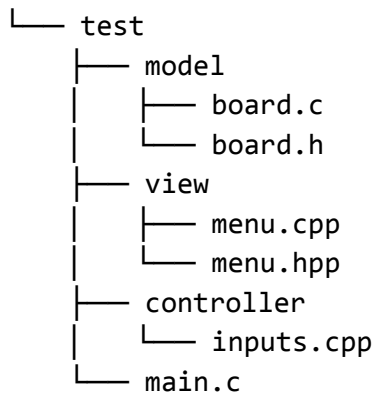 └── test
    ├── model
    │   ├── board.c
    │   └── board.h
    ├── view
    │   ├── menu.cpp
    │   └── menu.hpp
    ├── controller
    │   └── inputs.cpp
    └── main.c